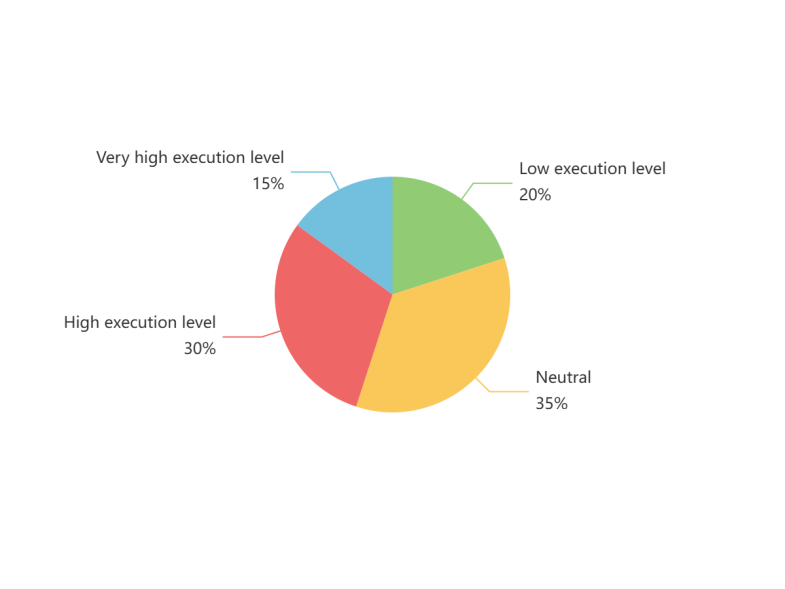 Very high execution level
15%
Low execution level
20%
High execution level
30%
Neutral
35%